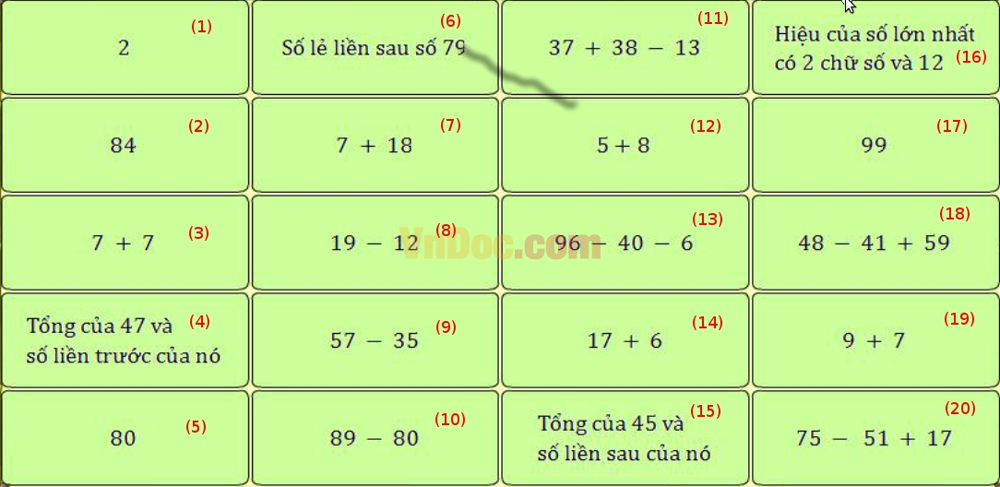 2 (1)
Số lẻ liền sau số 79 (6)
37 + 38 − 13 (11)
Hiệu của số lớn nhất
có 2 chữ số và 12 (16)
84 (2)
7 + 18 (7)
5 + 8 (12)
99 (17)
7 + 7 (3)
19 − 12 (8)
96 − 40 − 6 (13)
48 − 41 + 59 (18)
VnDoc.com
Tổng của 47 và (4)
số liền trước của nó
57 − 35 (9)
17 + 6 (14)
9 + 7 (19)
80 (5)
89 − 80 (10)
Tổng của 45 và (15)
số liền sau của nó
75 − 51 + 17 (20)